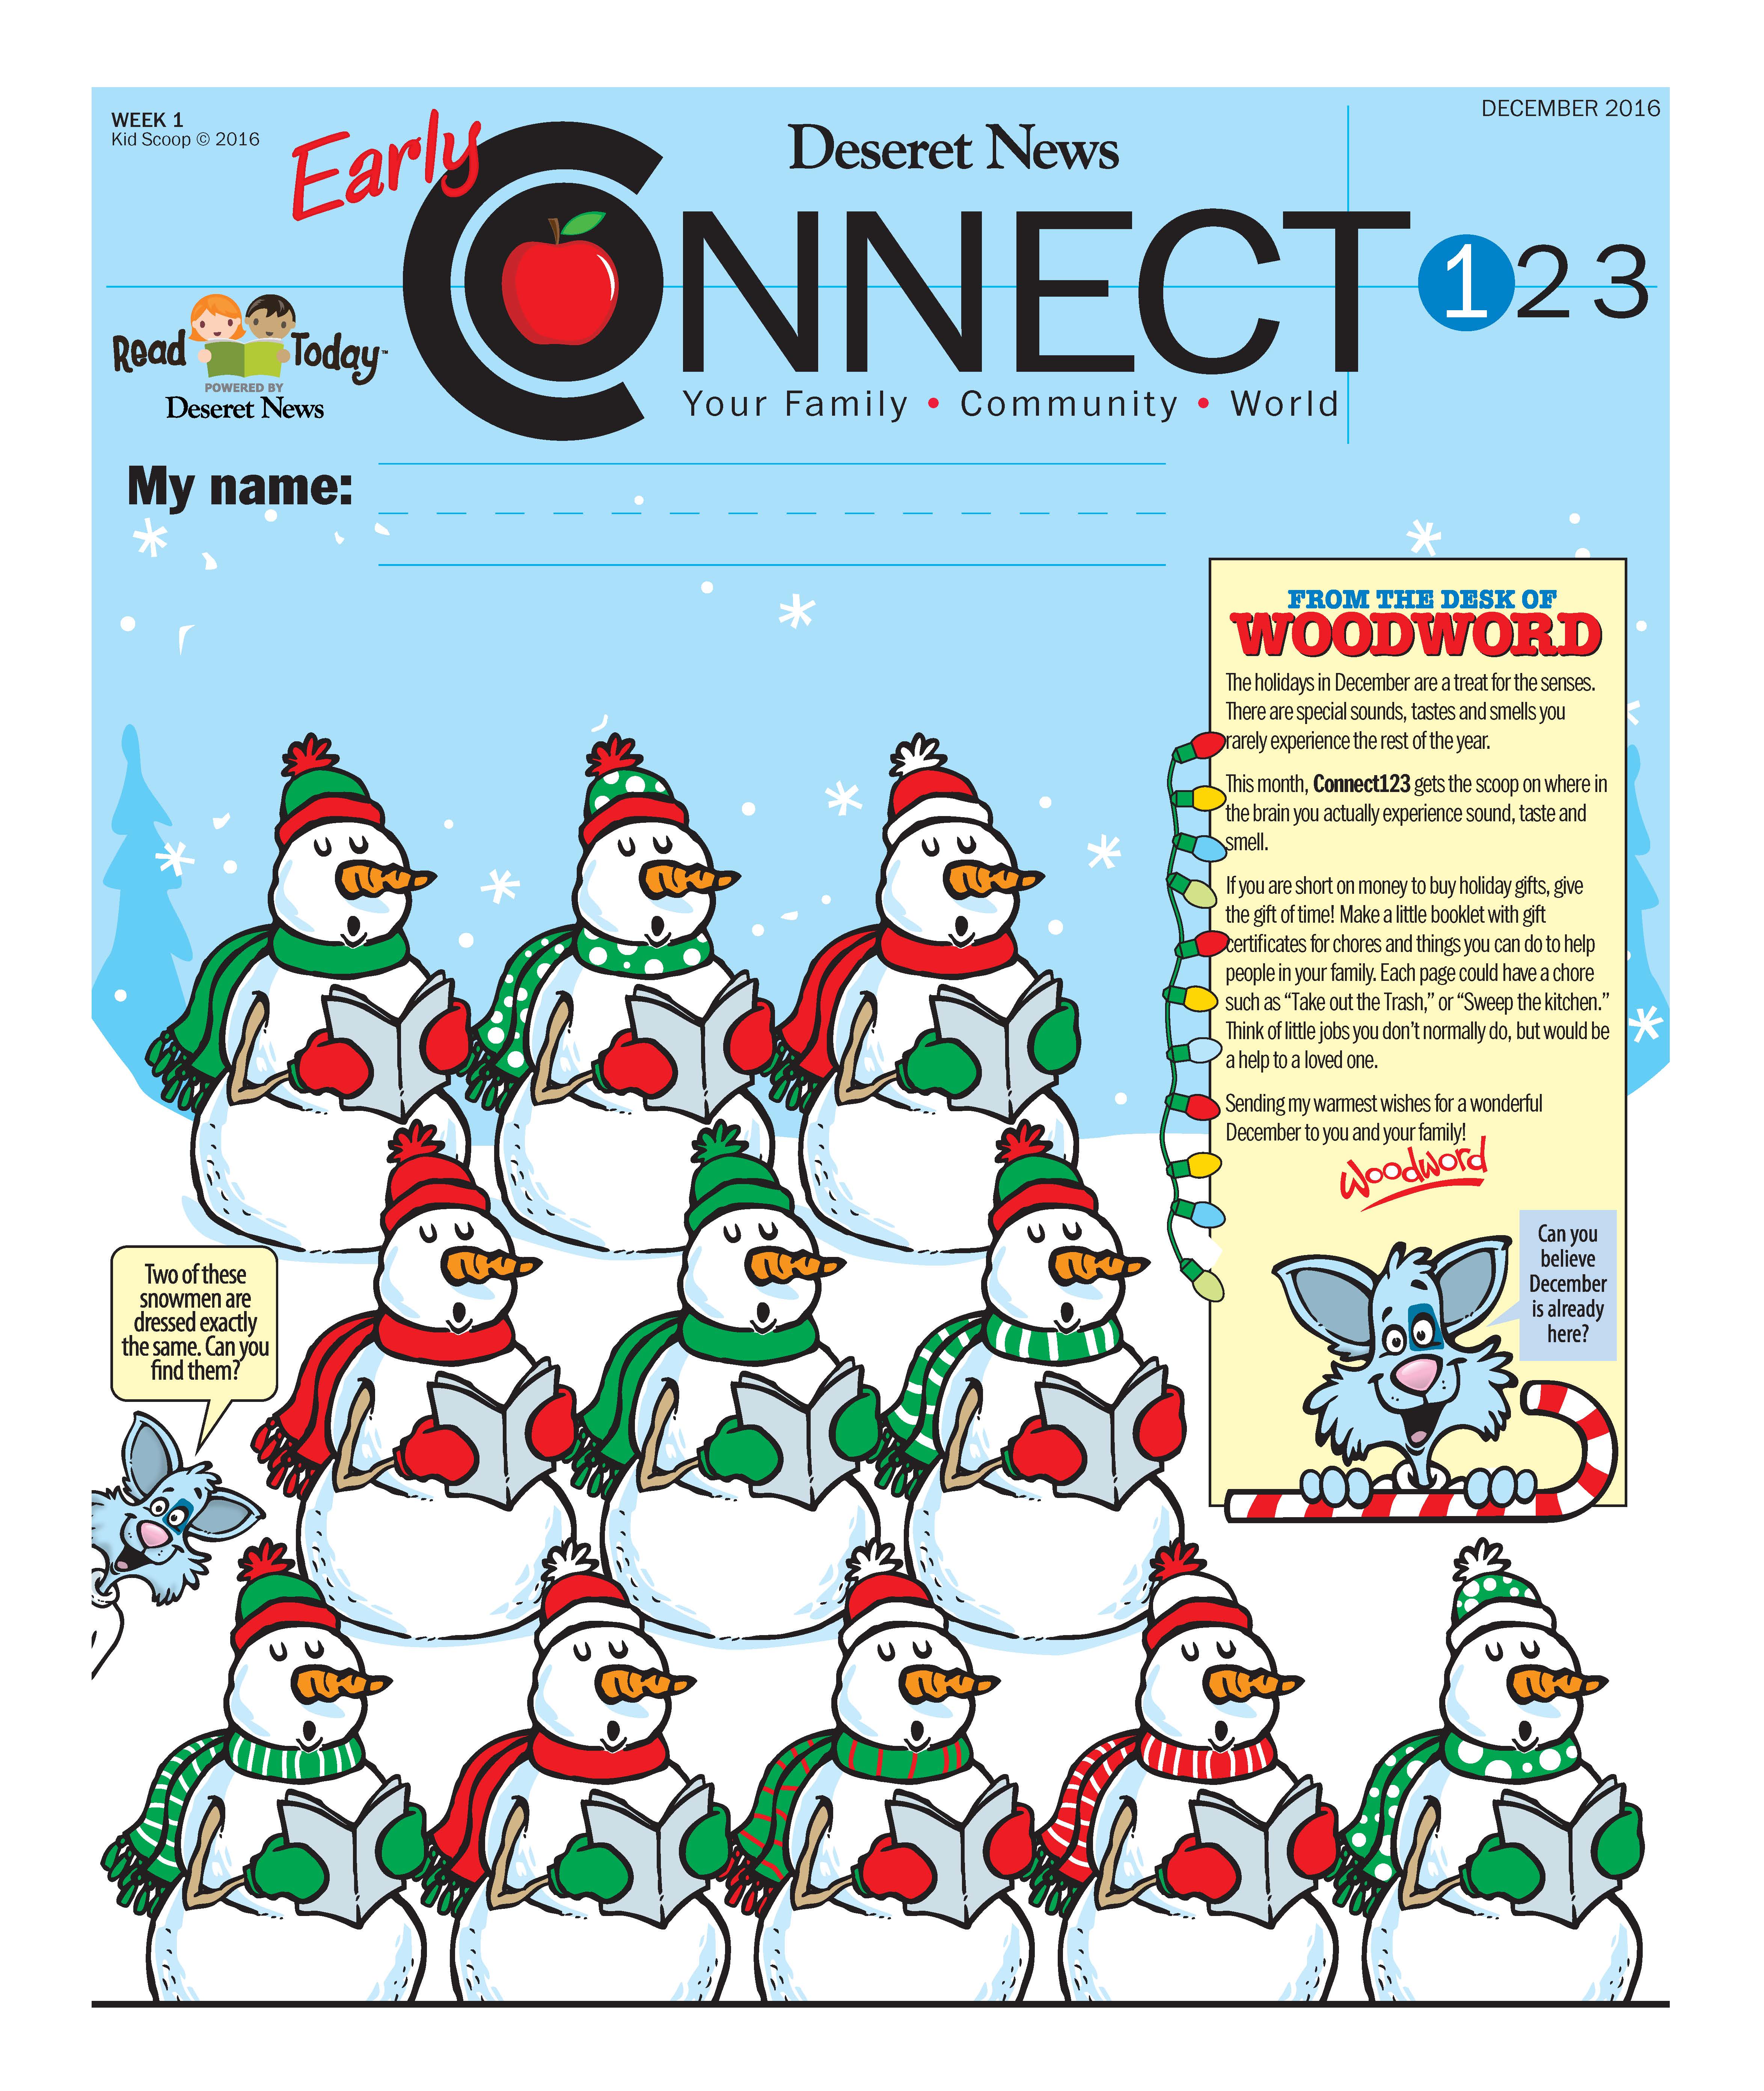 WEEK 1
Kid Scoop © 2016
DECEMBER 2016
Early
Deseret News
CONNECT 123
Your Family • Community • World
Read Today™
POWERED BY
Deseret News
My name:
FROM THE DESK OF
WOODWORD
The holidays in December are a treat for the senses.
There are special sounds, tastes and smells you
rarely experience the rest of the year.
This month, Connect123 gets the scoop on where in
the brain you actually experience sound, taste and
smell.
If you are short on money to buy holiday gifts, give
the gift of time! Make a little booklet with gift
certificates for chores and things you can do to help
people in your family. Each page could have a chore
such as “Take out the Trash,” or “Sweep the kitchen.”
Think of little jobs you don’t normally do, but would be
a help to a loved one.
Sending my warmest wishes for a wonderful
December to you and your family!
Woodword
Can you
believe
December
is already
here?
Two of these
snowmen are
dressed exactly
the same. Can you
find them?